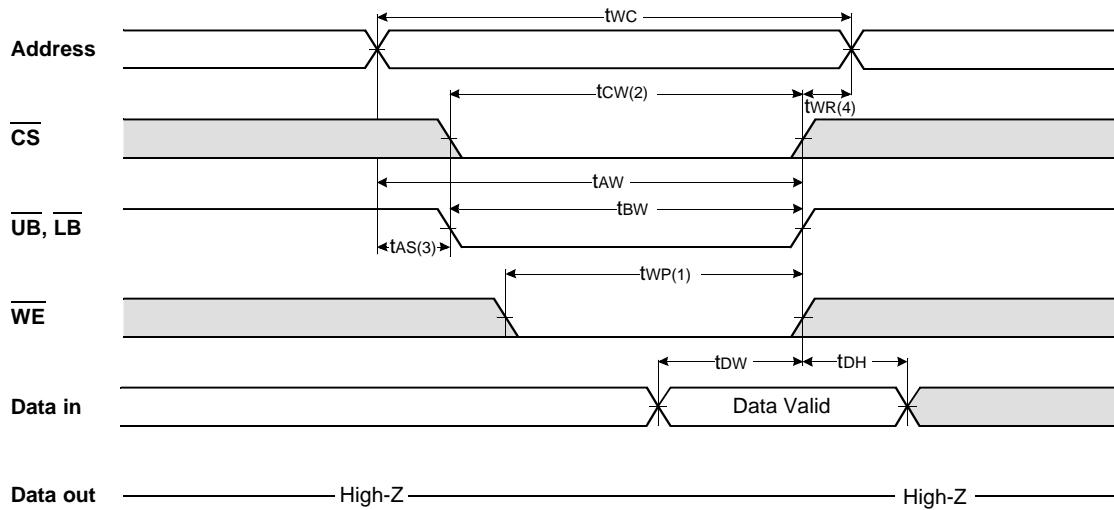 tWC
Address
tCW(2)
tWR(4)
CS
tAW
tBW
UB, LB
tAS(3)
tWP(1)
WE
tDW
tDH
Data in
Data Valid
Data out
High-Z
High-Z